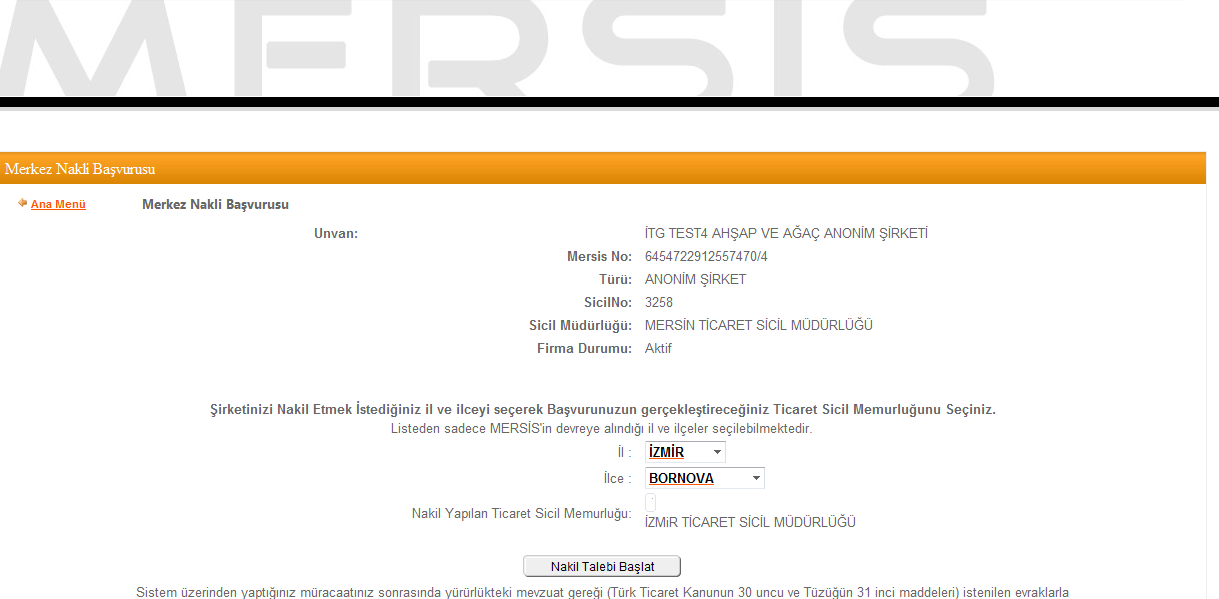 MERSIS
Merkez Nakli Başvurusu
Ana Menü
Merkez Nakli Başvurusu
Unvan: İTG TEST4 AHŞAP VE AĞAÇ ANONİM ŞİRKETİ
Mersis No: 6454722912557470/4
Türü: ANONİM ŞİRKET
SicilNo: 3258
Sicil Müdürlüğü: MERSİN TİCARET SİCİL MÜDÜRLÜĞÜ
Firma Durumu: Aktif
Şirketinizi Nakil Etmek İstediğiniz il ve ilceyi seçerek Başvurunuzun gerçekleştireceğiniz Ticaret Sicil Memurluğunu Seçiniz.
Listeden sadece MERSİS'in devreye alındığı il ve ilçeler seçilebilmektedir.
İl : İZMİR
İlce : BORNOVA
Nakil Yapılan Ticaret Sicil Memurluğu: İZMiR TİCARET SİCİL MÜDÜRLÜĞÜ
Nakil Talebi Başlat
Sistem üzerinden yaptığınız müracaatınız sonrasında yürürlükteki mevzuat gereği (Türk Ticaret Kanunun 30 uncu ve Tüzüğün 31 inci maddeleri) istenilen evraklarla